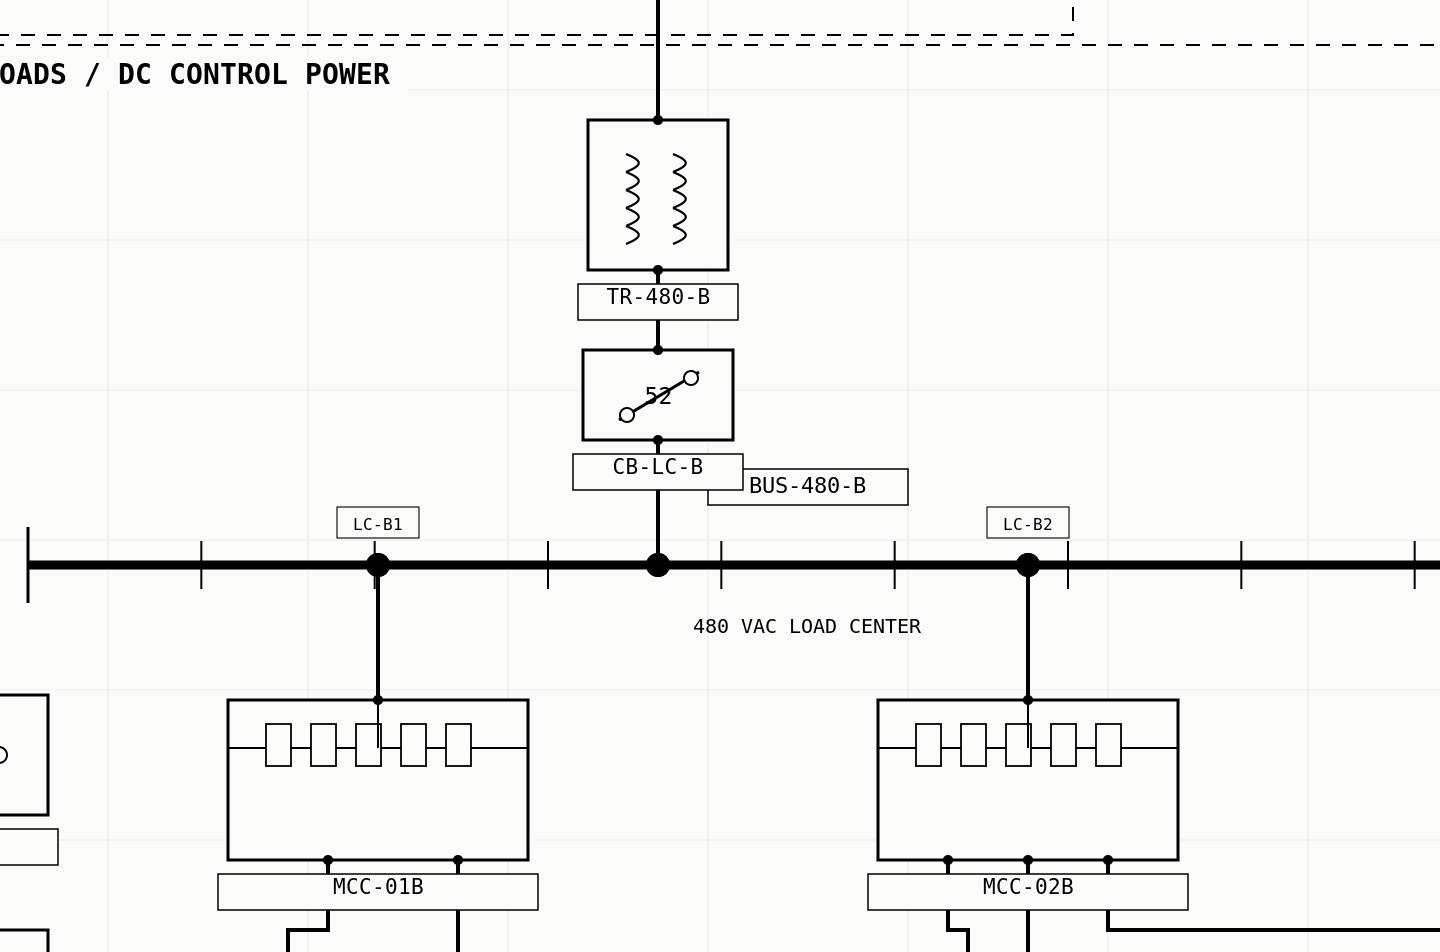 OADS / DC CONTROL POWER
TR-480-B
52
CB-LC-B
BUS-480-B
LC-B1
LC-B2
480 VAC LOAD CENTER
MCC-01B
MCC-02B